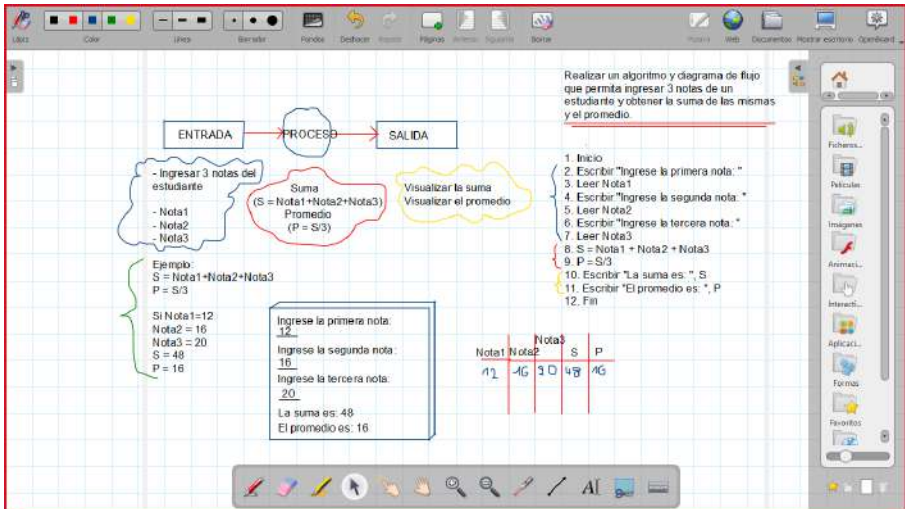 Lápiz
Color
Línea
Borrador
Fondos
Deshacer
Páginas
Anterior
Siguiente
Borrar
Web
Documentos
Mostrar escritorio
OpenBoard
Realizar un algoritmo y diagrama de flujo
que permita ingresar 3 notas de un
estudiante y obtener la suma de las mismas
y el promedio.
ENTRADA
PROCESO
SALIDA
- Ingresar 3 notas del
estudiante
- Nota1
- Nota2
- Nota3
Suma
(S = Nota1+Nota2+Nota3)
Promedio
(P = S/3)
Visualizar la suma
Visualizar el promedio
1. Inicio
2. Escribir "Ingrese la primera nota: "
3. Leer Nota1
4. Escribir "Ingrese la segunda nota: "
5. Leer Nota2
6. Escribir "Ingrese la tercera nota: "
7. Leer Nota3
8. S = Nota1 + Nota2 + Nota3
9. P = S/3
10. Escribir "La suma es: ", S
11. Escribir "El promedio es: ", P
12. Fin
Ejemplo:
S = Nota1+Nota2+Nota3
P = S/3
Si Nota1=12
Nota2 = 16
Nota3 = 20
S = 48
P = 16
Ingrese la primera nota:
12
Ingrese la segunda nota:
16
Ingrese la tercera nota:
20
La suma es: 48
El promedio es: 16
Nota1 Nota2 Nota3 S P
12 16 20 48 16
Ficheros...
Películas
Imágenes
Animaci...
Interacti...
Aplicaci...
Formas
Favoritos
AI